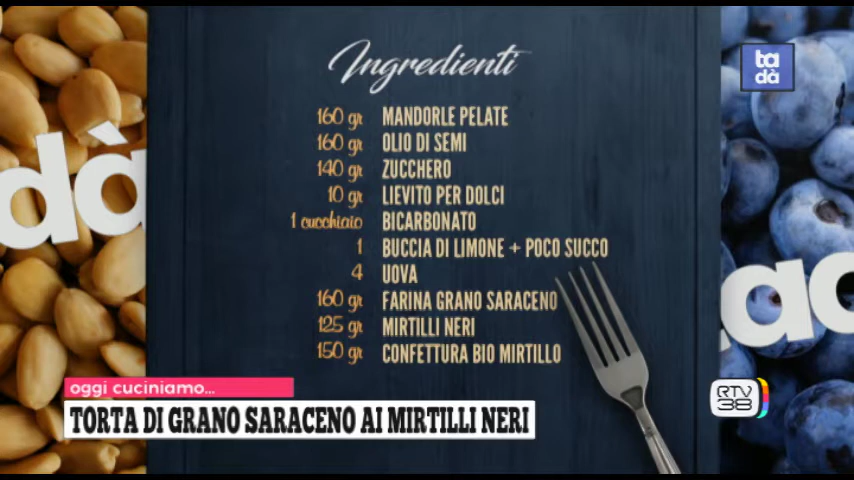 Ingredienti
160 gr MANDORLE PELATE
160 gr OLIO DI SEMI
140 gr ZUCCHERO
10 gr LIEVITO PER DOLCI
1 cucchiaio BICARBONATO
1 BUCCIA DI LIMONE + POCO SUCCO
4 UOVA
160 gr FARINA GRANO SARACENO
125 gr MIRTILLI NERI
150 gr CONFETTURA BIO MIRTILLO
ta
dà
dà
ad
RTV
38
oggi cuciniamo...
TORTA DI GRANO SARACENO AI MIRTILLI NERI